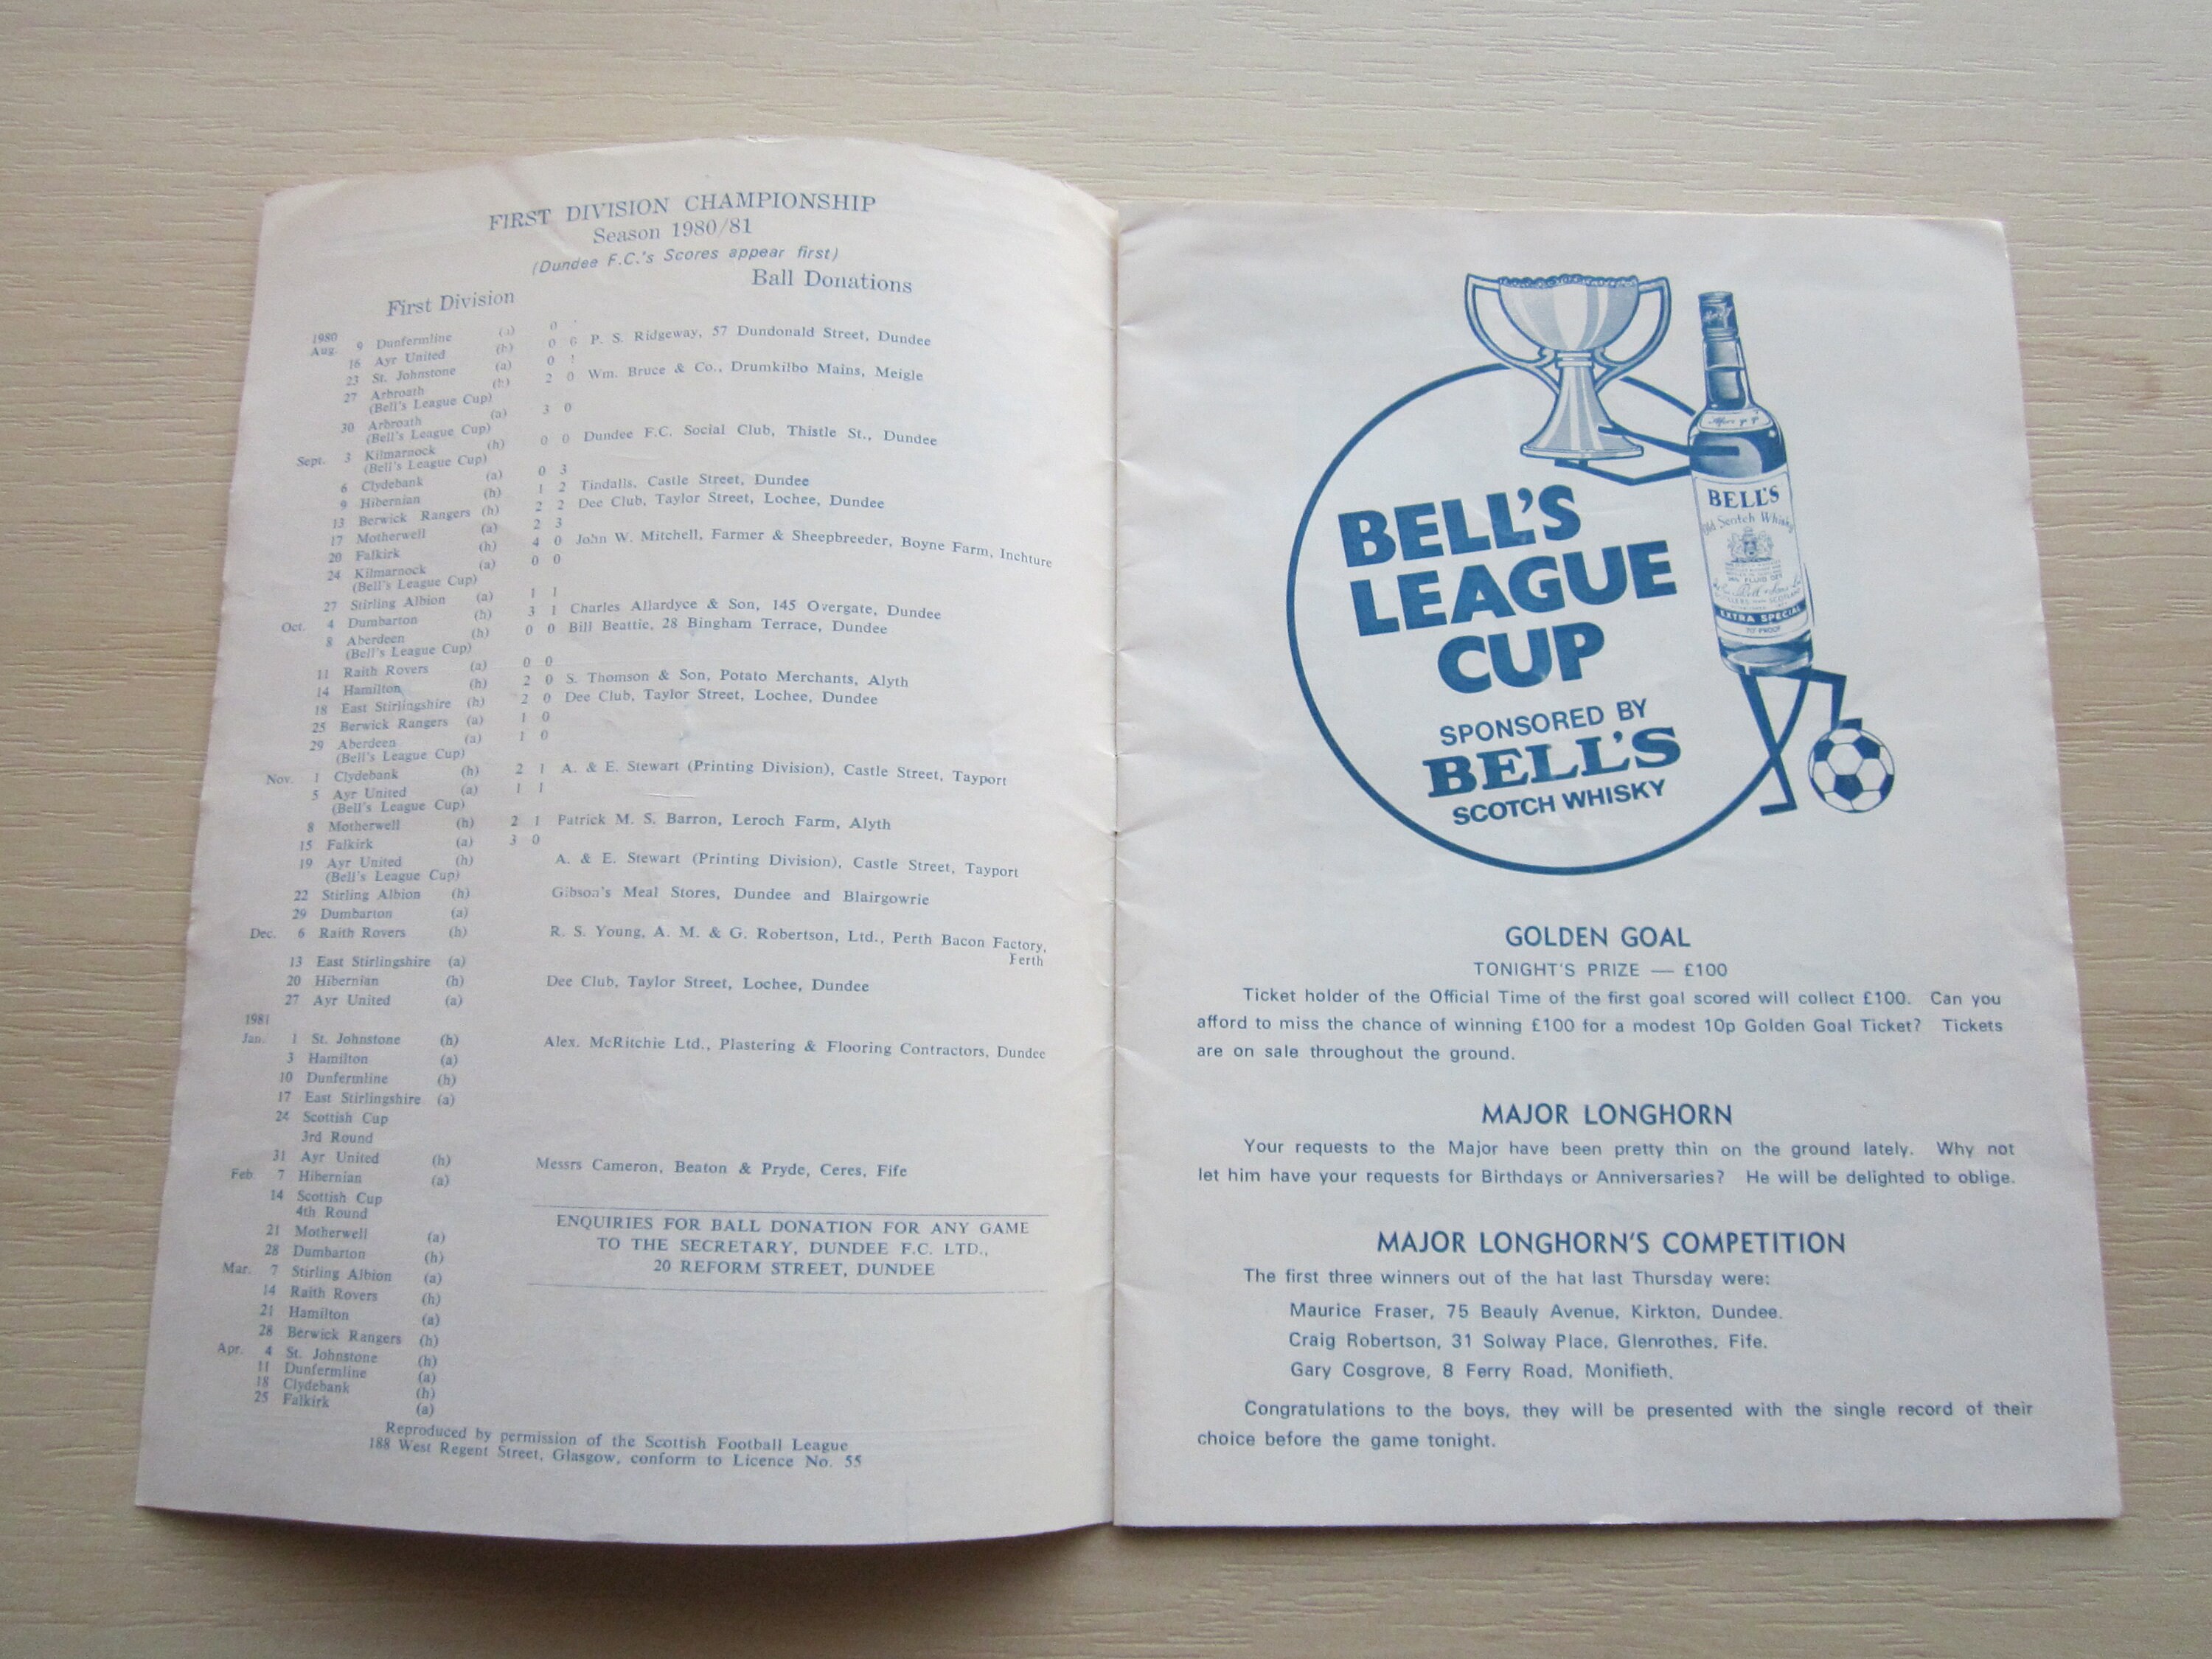 FIRST DIVISION CHAMPIONSHIP
Season 1980/81
(Dundee F.C.'s Scores appear first)
First Division Ball Donations
1980
Aug. 9 Dunfermline (a) 0
16 Ayr United (h) 0 P. S. Ridgeway, 57 Dundonald Street, Dundee
23 St. Johnstone (a) 0
27 Arbroath (h) 2 0 Wm. Bruce & Co., Drumkilbo Mains, Meigle
(Bell's League Cup)
30 Arbroath (a) 3 0
(Bell's League Cup)
Sept. 3 Kilmarnock (h) 0 0 Dundee F.C. Social Club, Thistle St., Dundee
(Bell's League Cup)
6 Clydebank (a) 0 3
9 Hibernian (h) 1 2 Tindalls, Castle Street, Dundee
13 Berwick Rangers (h) 2 2 Dee Club, Taylor Street, Lochee, Dundee
17 Motherwell (a) 2 3
20 Falkirk (h) 4 0 John W. Mitchell, Farmer & Sheepbreeder, Boyne Farm, Inchture
24 Kilmarnock (a) 0 0
(Bell's League Cup)
27 Stirling Albion (a) 1 1
Oct. 4 Dumbarton (h) 3 1 Charles Allardyce & Son, 145 Overgate, Dundee
8 Aberdeen (h) 0 0 Bill Beattie, 28 Bingham Terrace, Dundee
(Bell's League Cup)
11 Raith Rovers (a) 0 0
14 Hamilton (h) 2 0 S. Thomson & Son, Potato Merchants, Alyth
18 East Stirlingshire (h) 2 0 Dee Club, Taylor Street, Lochee, Dundee
25 Berwick Rangers (a) 1 0
29 Aberdeen (a) 1 0
(Bell's League Cup)
Nov. 1 Clydebank (h) 2 1 A. & E. Stewart (Printing Division), Castle Street, Tayport
5 Ayr United (a) 1 1
(Bell's League Cup)
8 Motherwell (h) 2 1 Patrick M. S. Barron, Leroch Farm, Alyth
15 Falkirk (a) 3 0
19 Ayr United (h) A. & E. Stewart (Printing Division), Castle Street, Tayport
(Bell's League Cup)
22 Stirling Albion (h) Gibson's Meal Stores, Dundee and Blairgowrie
29 Dumbarton (a)
Dec. 6 Raith Rovers (h) R. S. Young, A. M. & G. Robertson, Ltd., Perth Bacon Factory,
Perth
13 East Stirlingshire (a)
20 Hibernian (h) Dee Club, Taylor Street, Lochee, Dundee
27 Ayr United (a)
1981
Jan. 1 St. Johnstone (h) Alex. McRitchie Ltd., Plastering & Flooring Contractors, Dundee
3 Hamilton (a)
10 Dunfermline (h)
17 East Stirlingshire (a)
24 Scottish Cup
3rd Round
31 Ayr United (h) Messrs Cameron, Beaton & Pryde, Ceres, Fife
Feb. 7 Hibernian (a)
14 Scottish Cup
4th Round
21 Motherwell (a)
28 Dumbarton (h)
Mar. 7 Stirling Albion (a)
14 Raith Rovers (h)
21 Hamilton (a)
28 Berwick Rangers (h)
Apr. 4 St. Johnstone (h)
11 Dunfermline (a)
18 Clydebank (h)
25 Falkirk (a)
ENQUIRIES FOR BALL DONATION FOR ANY GAME
TO THE SECRETARY, DUNDEE F.C. LTD.,
20 REFORM STREET, DUNDEE
Reproduced by permission of the Scottish Football League
188 West Regent Street, Glasgow, conform to Licence No. 55
BELL'S
LEAGUE
CUP
SPONSORED BY
BELL'S
SCOTCH WHISKY
BELL'S
Old Scotch Whisky
EXTRA SPECIAL
70° PROOF
GOLDEN GOAL
TONIGHT'S PRIZE — £100
Ticket holder of the Official Time of the first goal scored will collect £100. Can you
afford to miss the chance of winning £100 for a modest 10p Golden Goal Ticket? Tickets
are on sale throughout the ground.
MAJOR LONGHORN
Your requests to the Major have been pretty thin on the ground lately. Why not
let him have your requests for Birthdays or Anniversaries? He will be delighted to oblige.
MAJOR LONGHORN'S COMPETITION
The first three winners out of the hat last Thursday were:
Maurice Fraser, 75 Beauly Avenue, Kirkton, Dundee.
Craig Robertson, 31 Solway Place, Glenrothes, Fife.
Gary Cosgrove, 8 Ferry Road, Monifieth.
Congratulations to the boys, they will be presented with the single record of their
choice before the game tonight.